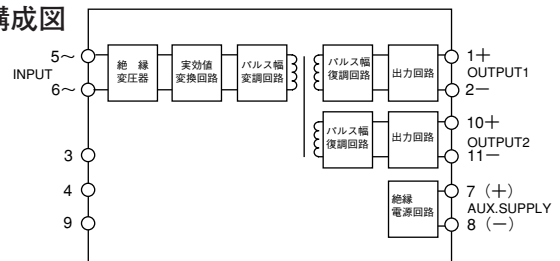 構成図
5～
INPUT
6～
絶 縁
変圧器
実効値
変換回路
パルス幅
変調回路
パルス幅
復調回路
出力回路
1＋
OUTPUT1
2－
パルス幅
復調回路
出力回路
10＋
OUTPUT2
11－
3
4
9
絶縁
電源回路
7（＋）
AUX.SUPPLY
8（－）